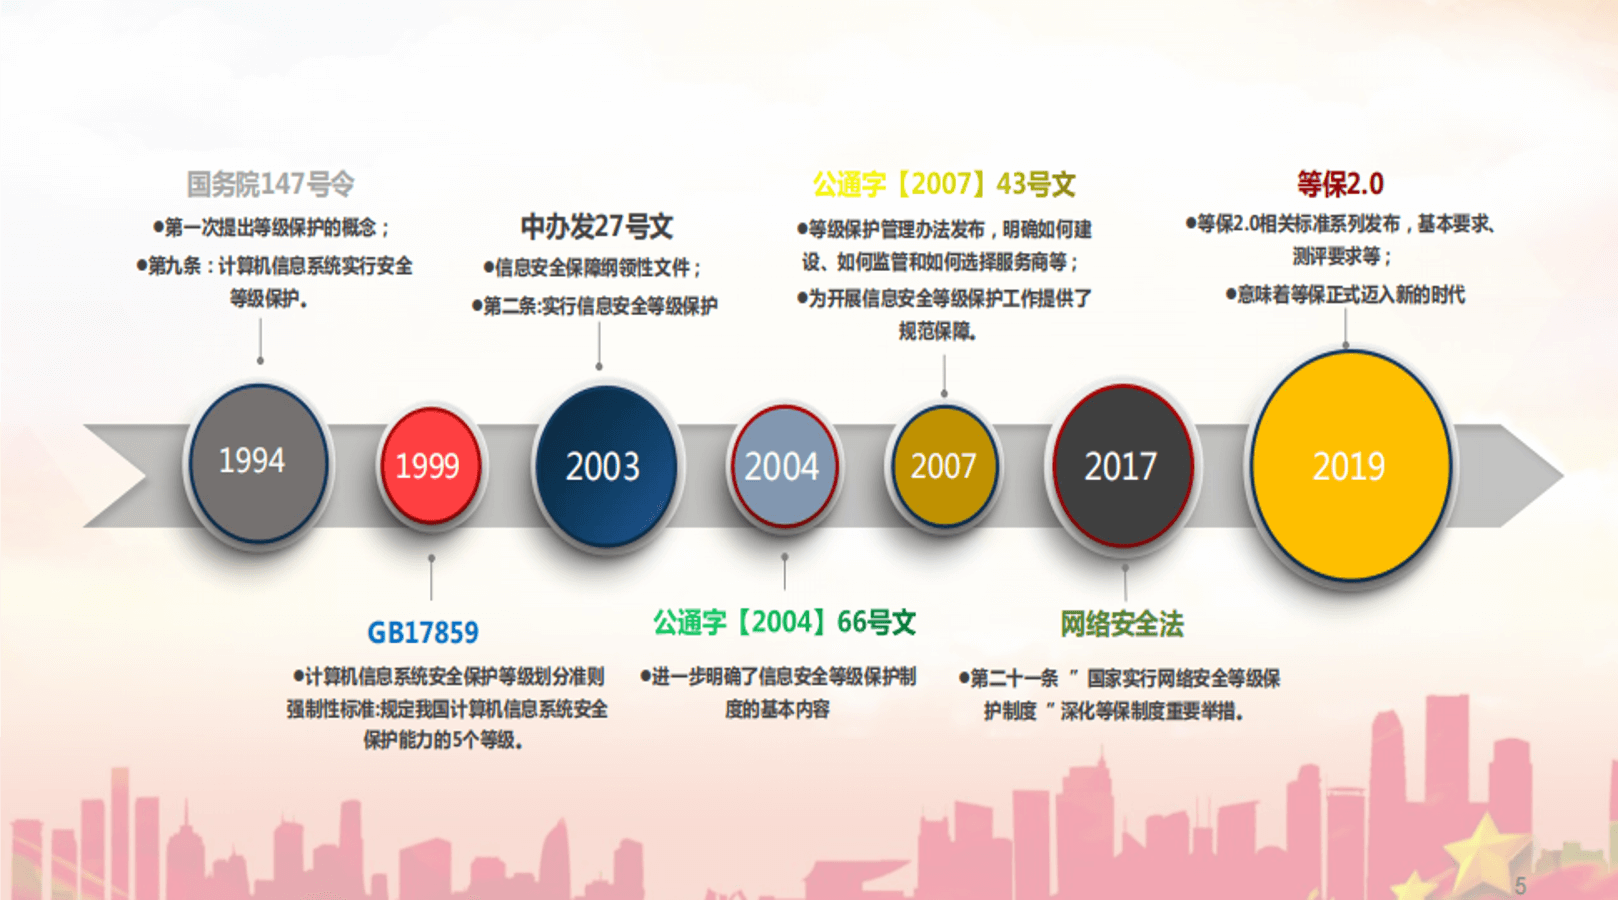 国务院147号令
●第一次提出等级保护的概念；
●第九条：计算机信息系统实行安全
等级保护。
中办发27号文
●信息安全保障纲领性文件；
●第二条:实行信息安全等级保护
公通字【2007】43号文
●等级保护管理办法发布，明确如何建
设、如何监管和如何选择服务商等；
●为开展信息安全等级保护工作提供了
规范保障。
等保2.0
●等保2.0相关标准系列发布，基本要求、
测评要求等；
●意味着等保正式迈入新的时代
1994
1999
2003
2004
2007
2017
2019
GB17859
●计算机信息系统安全保护等级划分准则
强制性标准:规定我国计算机信息系统安全
保护能力的5个等级。
公通字【2004】66号文
●进一步明确了信息安全等级保护制
度的基本内容
网络安全法
●第二十一条 ”国家实行网络安全等级保
护制度 ”深化等保制度重要举措。
5